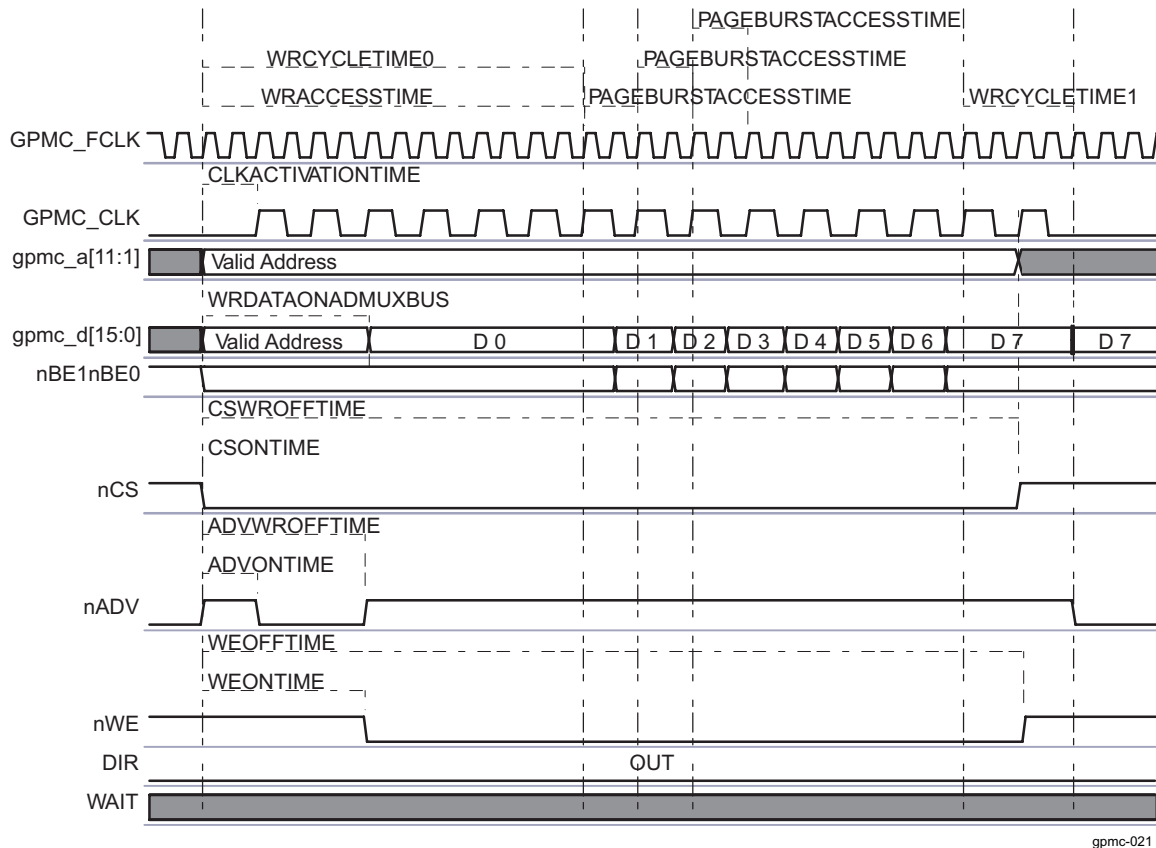 PAGEBURSTACCESSTIME
WRCYCLETIME0 PAGEBURSTACCESSTIME
WRACCESSTIME PAGEBURSTACCESSTIME WRCYCLETIME1
GPMC_FCLK
CLKACTIVATIONTIME
GPMC_CLK
gpmc_a[11:1] Valid Address
WRDATAONADMUXBUS
gpmc_d[15:0] Valid Address D 0 D 1 D 2 D 3 D 4 D 5 D 6 D 7 D 7
nBE1nBE0
CSWROFFTIME
CSONTIME
nCS
ADVWROFFTIME
ADVONTIME
nADV
WEOFFTIME
WEONTIME
nWE
DIR OUT
WAIT
gpmc-021